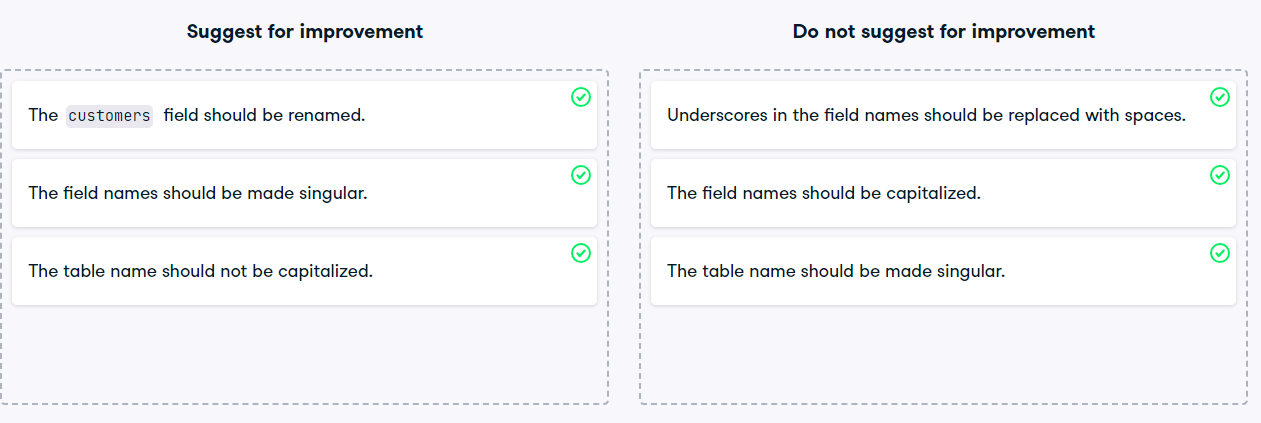 Suggest for improvement
The customers field should be renamed.
The field names should be made singular.
The table name should not be capitalized.
Do not suggest for improvement
Underscores in the field names should be replaced with spaces.
The field names should be capitalized.
The table name should be made singular.